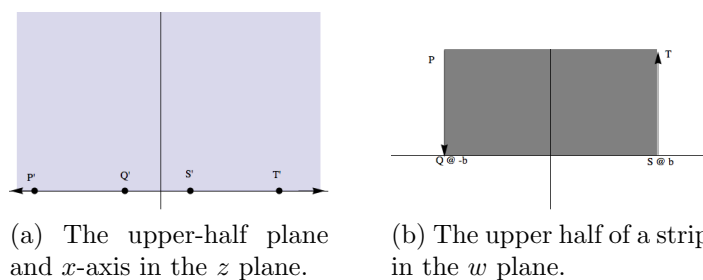 P T
P' Q' S' T'
Q @ -b S @ b
(a) The upper-half plane
and x-axis in the z plane.
(b) The upper half of a strip
in the w plane.